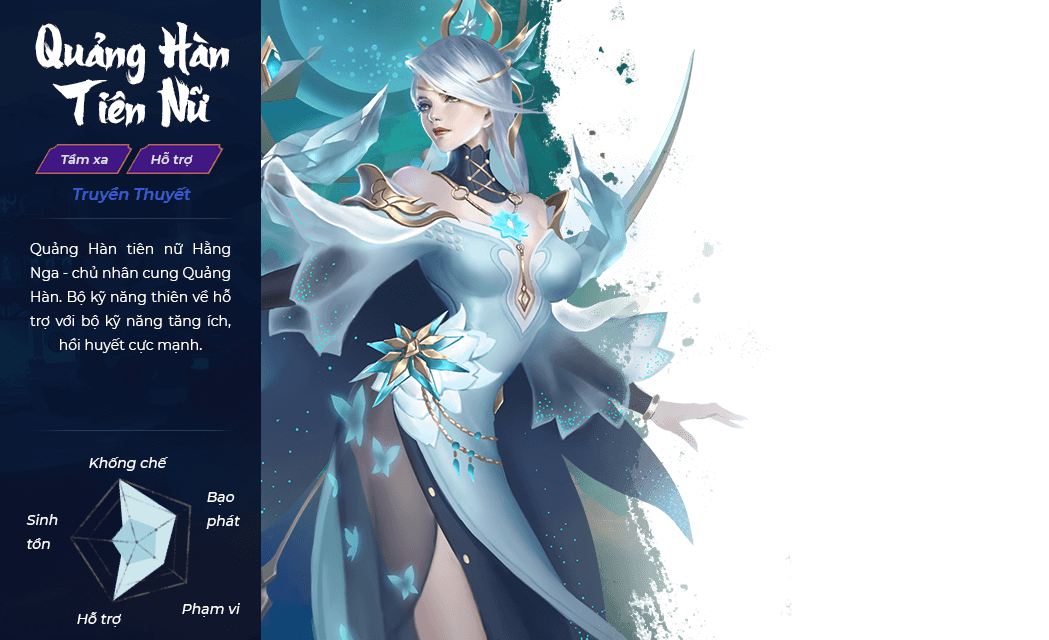 Quảng Hàn
Tiên Nữ
Tầm xa
Hỗ trợ
Truyền Thuyết
Quảng Hàn tiên nữ Hằng
Nga - chủ nhân cung Quảng
Hàn. Bộ kỹ năng thiên về hỗ
trợ với bộ kỹ năng tăng ích,
hồi huyết cực mạnh.
Khống chế
Bạo
phát
Sinh
tồn
Phạm vi
Hỗ trợ